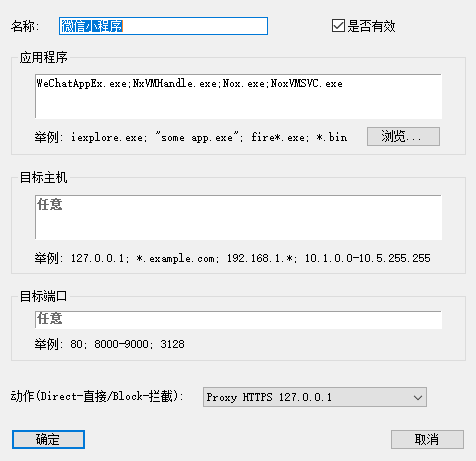 名称:
微信小程序
是否有效
应用程序
WeChatAppEx.exe;NxVMHandle.exe;Nox.exe;NoxVMSVC.exe
举例: iexplore.exe; "some app.exe"; fire*.exe; *.bin
浏览...
目标主机
任意
举例: 127.0.0.1; *.example.com; 192.168.1.*; 10.1.0.0-10.5.255.255
目标端口
任意
举例: 80; 8000-9000; 3128
动作(Direct-直接/Block-拦截):
Proxy HTTPS 127.0.0.1
确定
取消